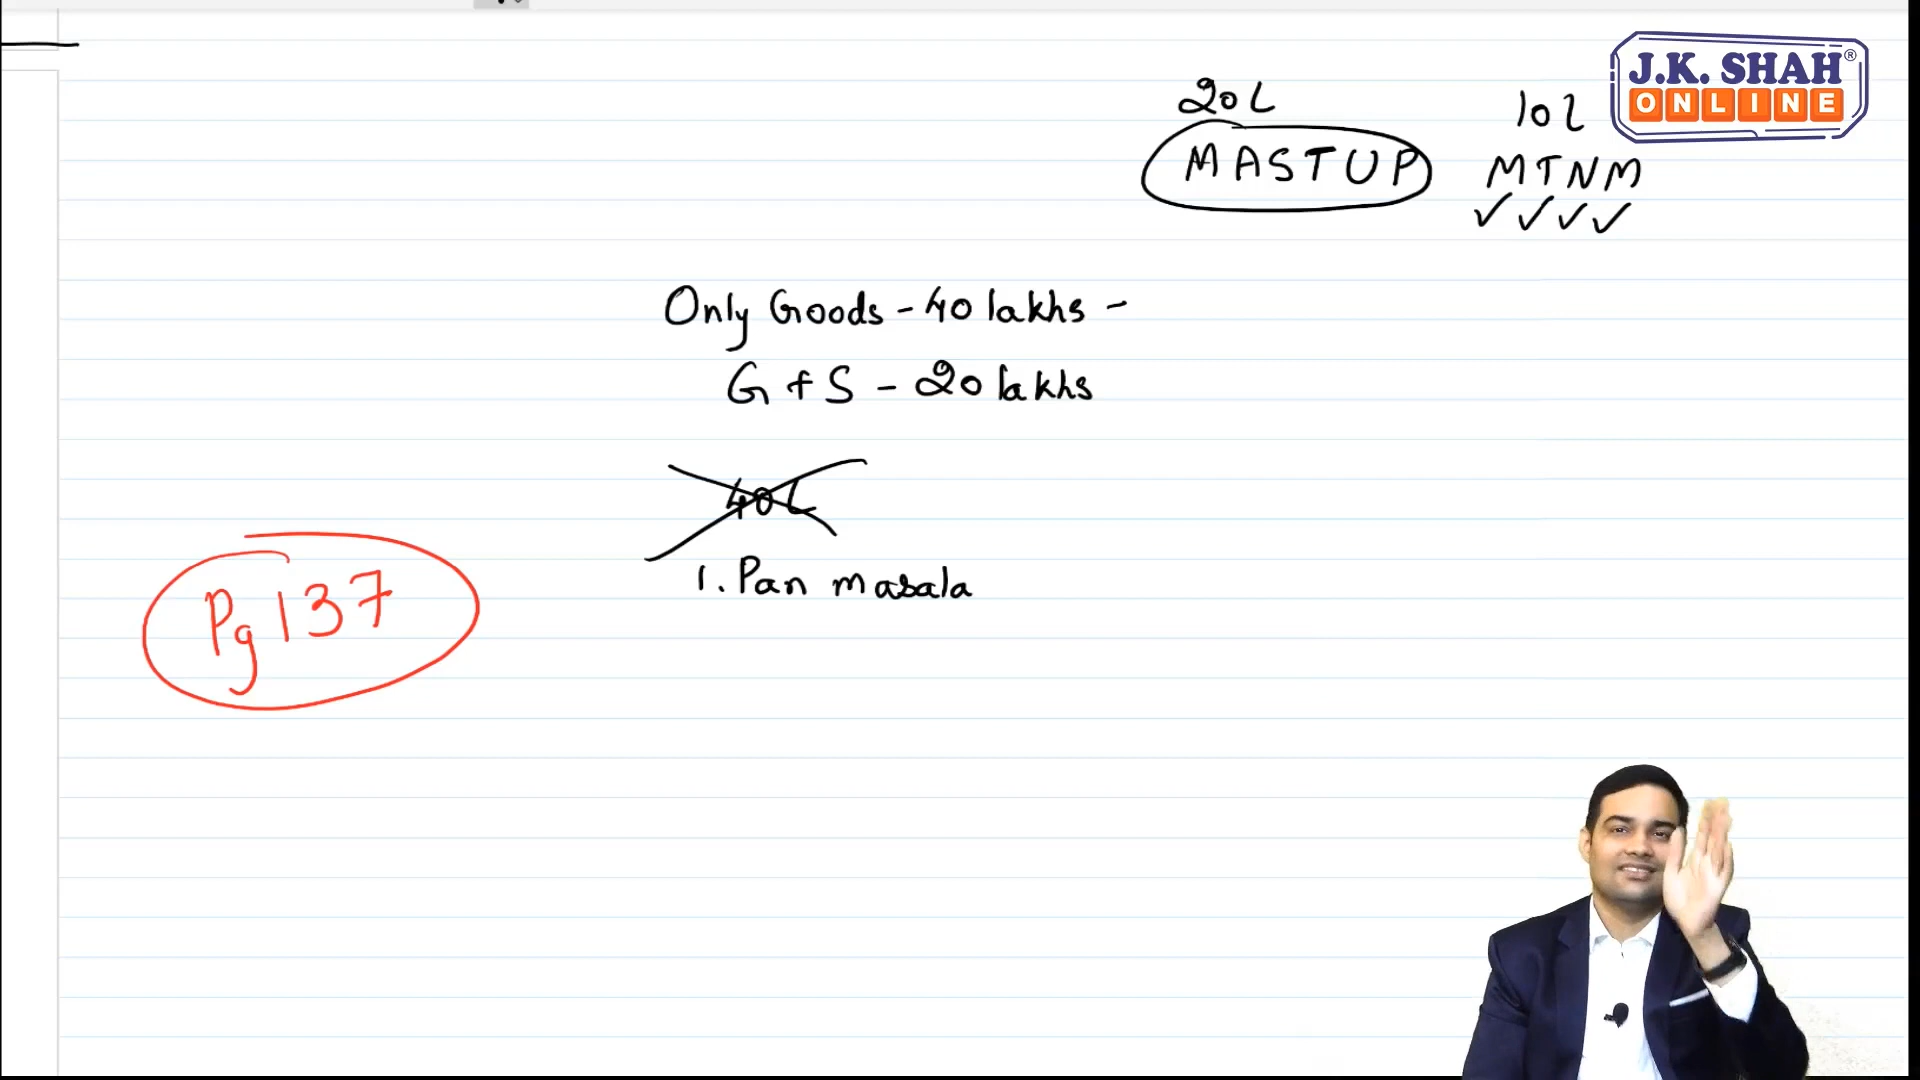 J.K. SHAH®
ONLINE
20L
MASTUP
10L
MTNM
Only Goods - 40 lakhs -
G + S - 20 lakhs
40L
1. Pan masala
Pg 137